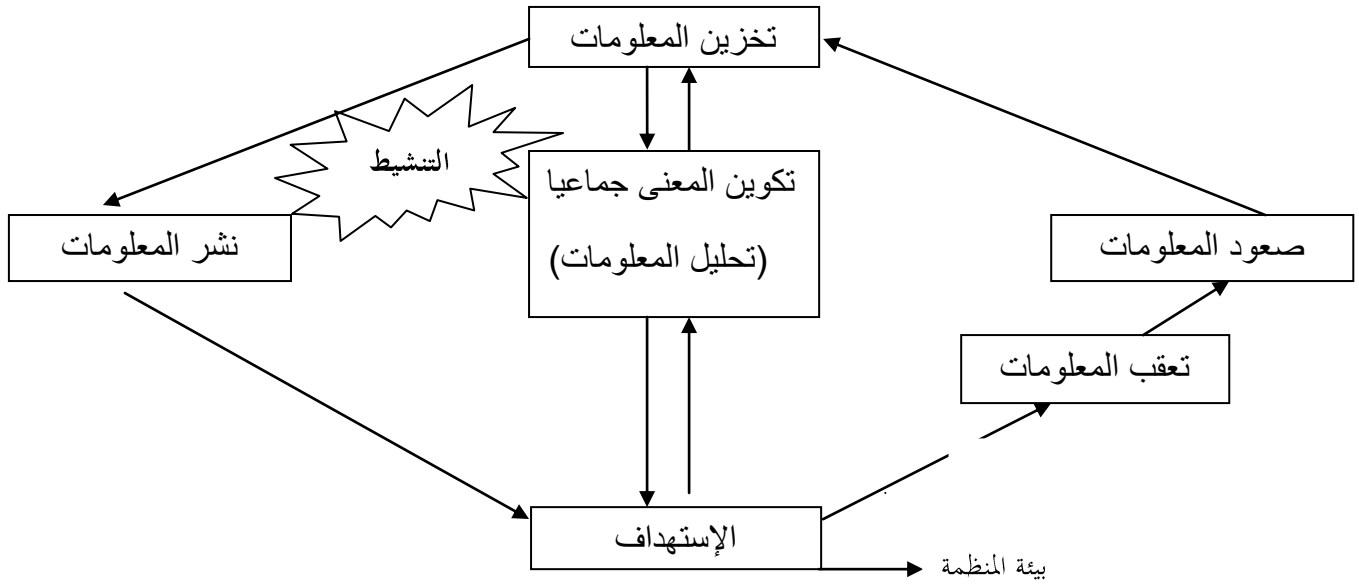 تخزين المعلومات
التنشيط
تكوين المعنى جماعيا
(تحليل المعلومات)
صعود المعلومات
نشر المعلومات
تعقب المعلومات
الإستهداف
بيئة المنظمة